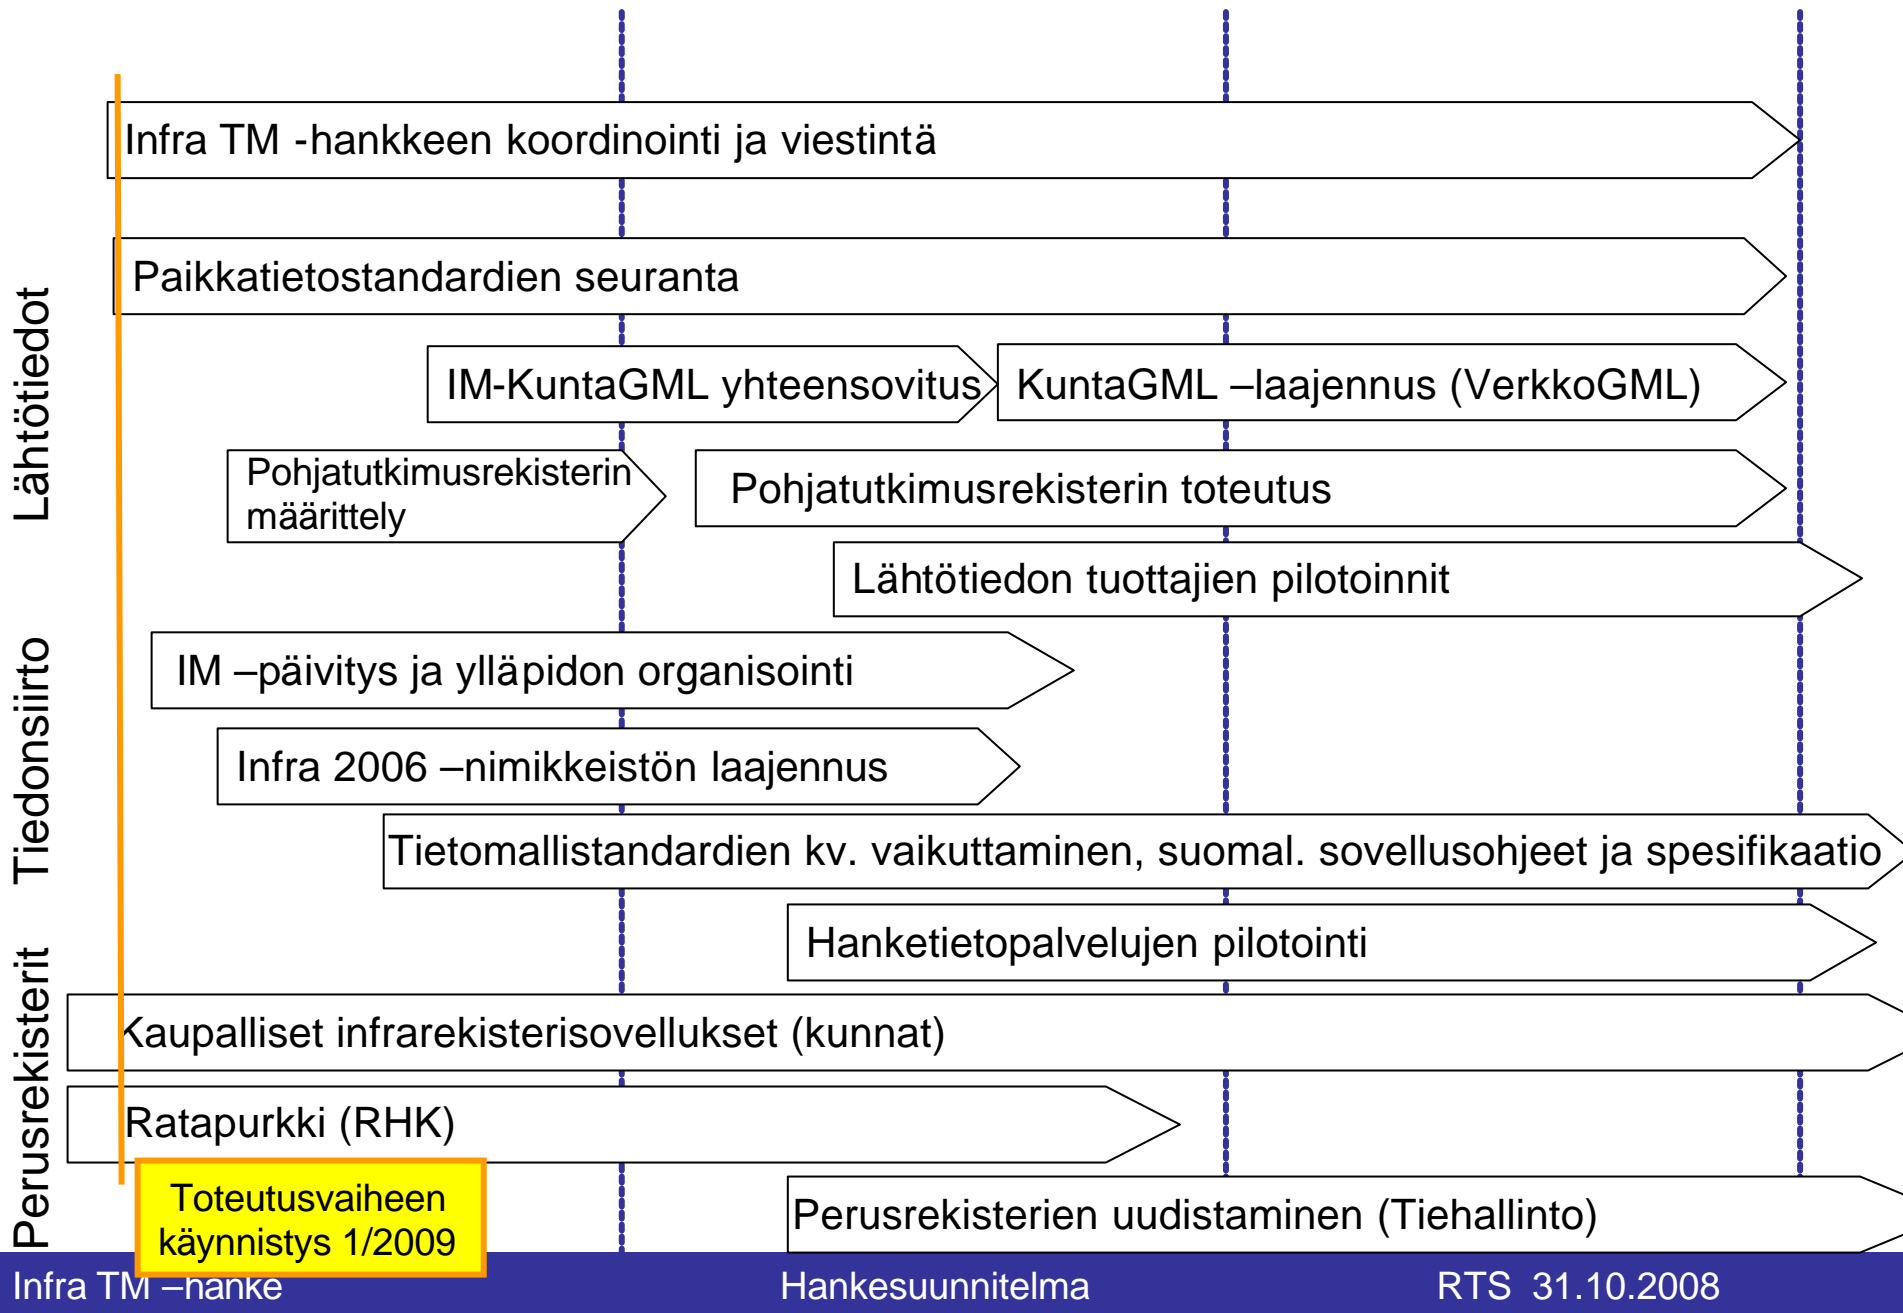 Infra TM -hankkeen koordinointi ja viestintä
Lähtötiedot
Paikkatietostandardien seuranta
IM-KuntaGML yhteensovitus
KuntaGML –laajennus (VerkkoGML)
Pohjatutkimusrekisterin
määrittely
Pohjatutkimusrekisterin toteutus
Lähtötiedon tuottajien pilotoinnit
Tiedonsiirto
IM –päivitys ja ylläpidon organisointi
Infra 2006 –nimikkeistön laajennus
Tietomallistandardien kv. vaikuttaminen, suomal. sovellusohjeet ja spesifikaatio
Hanketietopalvelujen pilotointi
Perusrekisterit
Kaupalliset infrarekisterisovellukset (kunnat)
Ratapurkki (RHK)
Perusrekisterien uudistaminen (Tiehallinto)
Toteutusvaiheen
käynnistys 1/2009
Infra TM –hanke
Hankesuunnitelma
RTS 31.10.2008